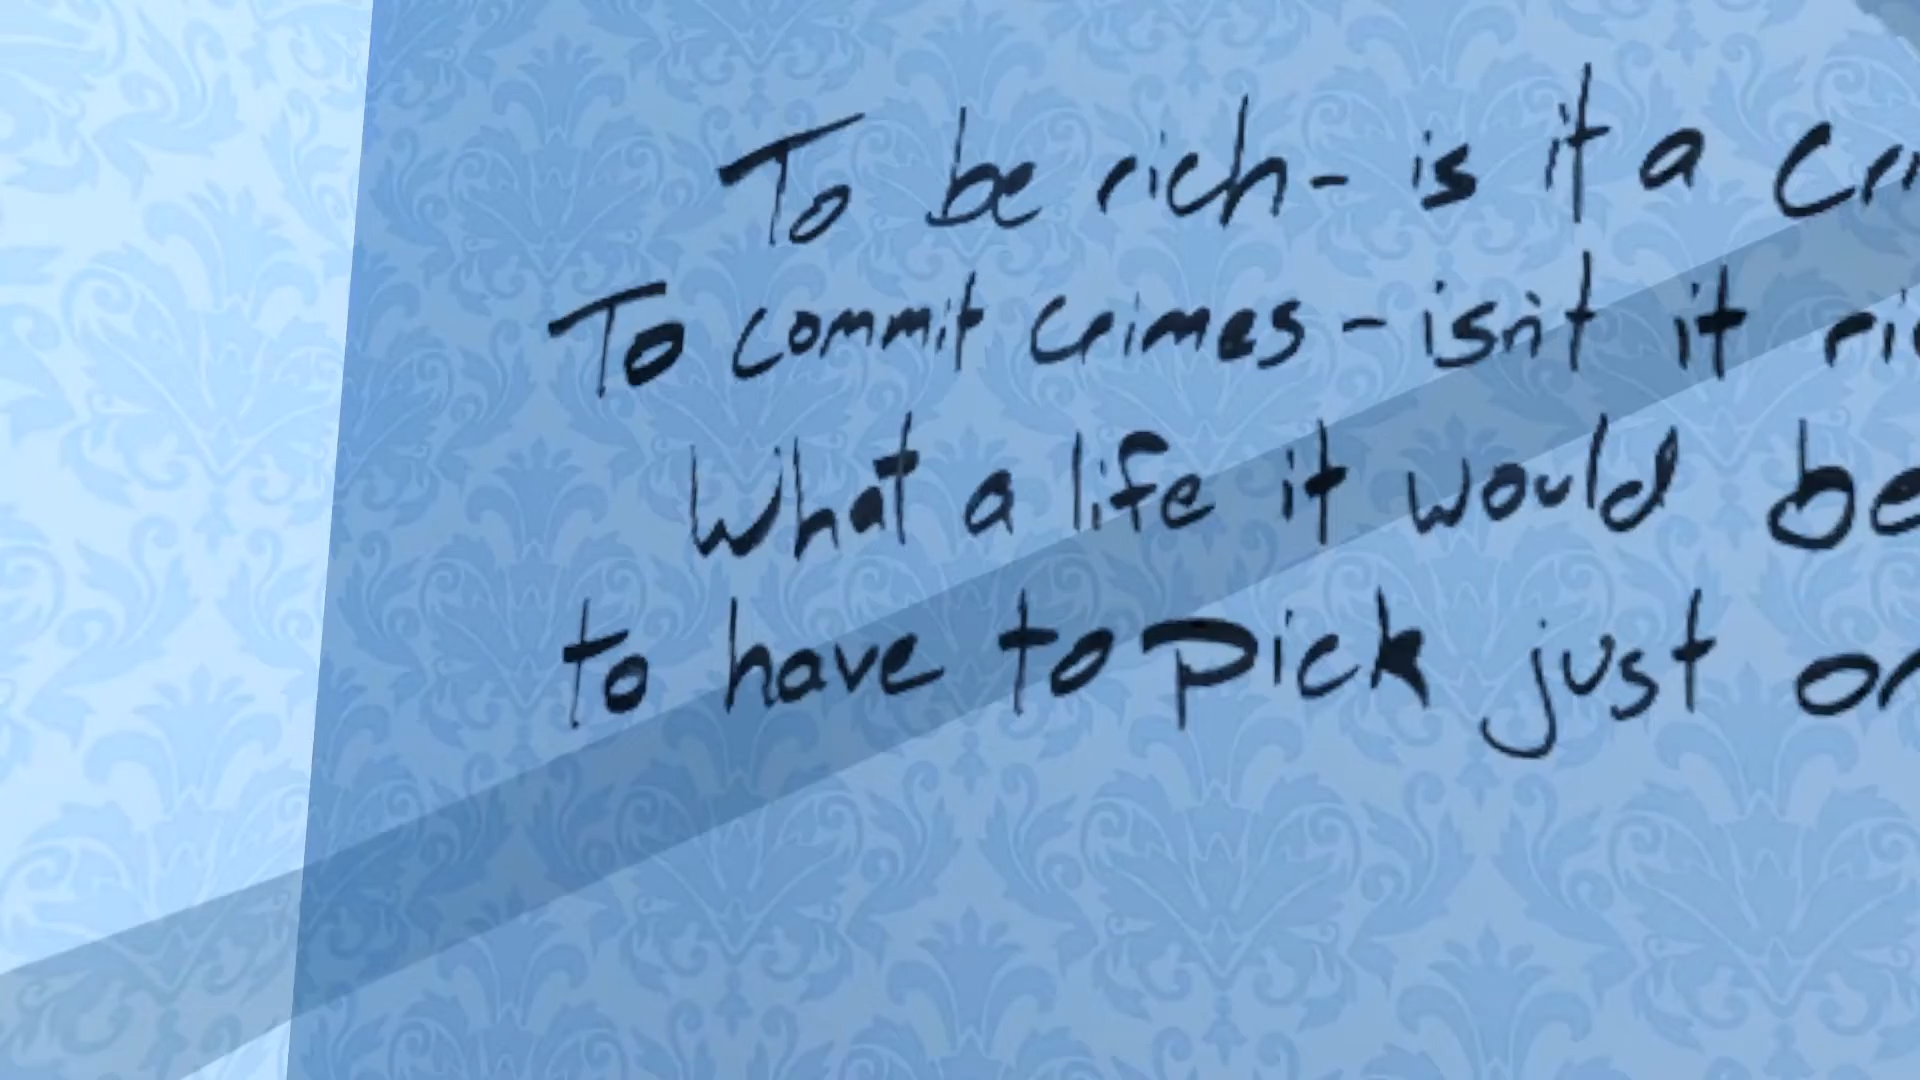 To be rich - is it a
To commit crimes - isn't it
What a life it would be
to have to pick just